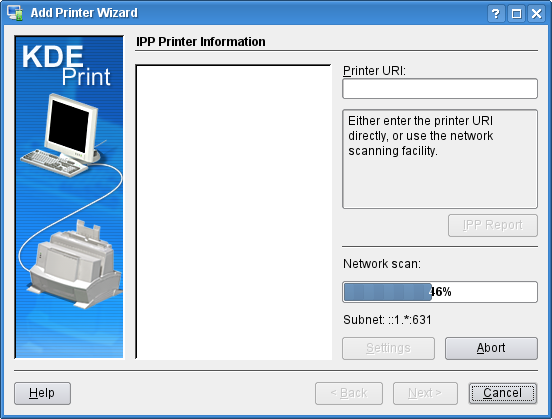 Add Printer Wizard
KDE
Print
IPP Printer Information
Printer URI:
Either enter the printer URI
directly, or use the network
scanning facility.
IPP Report
Network scan:
46%
Subnet: ::1.*:631
Settings
Abort
Help
< Back
Next >
Cancel